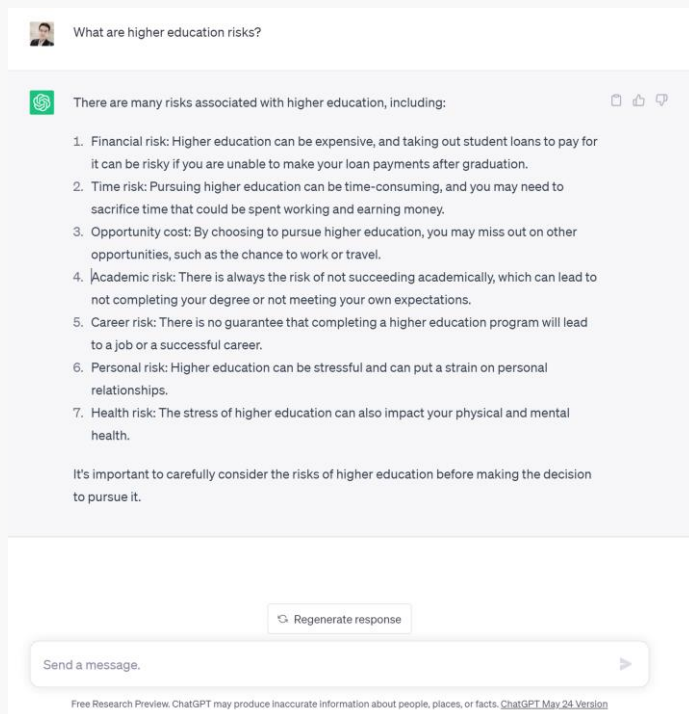 What are higher education risks?
There are many risks associated with higher education, including:
1. Financial risk: Higher education can be expensive, and taking out student loans to pay for
it can be risky if you are unable to make your loan payments after graduation.
2. Time risk: Pursuing higher education can be time-consuming, and you may need to
sacrifice time that could be spent working and earning money.
3. Opportunity cost: By choosing to pursue higher education, you may miss out on other
opportunities, such as the chance to work or travel.
4. Academic risk: There is always the risk of not succeeding academically, which can lead to
not completing your degree or not meeting your own expectations.
5. Career risk: There is no guarantee that completing a higher education program will lead
to a job or a successful career.
6. Personal risk: Higher education can be stressful and can put a strain on personal
relationships.
7. Health risk: The stress of higher education can also impact your physical and mental
health.
It's important to carefully consider the risks of higher education before making the decision
to pursue it.
Regenerate response
Send a message.
Free Research Preview. ChatGPT may produce inaccurate information about people, places, or facts. ChatGPT May 24 Version